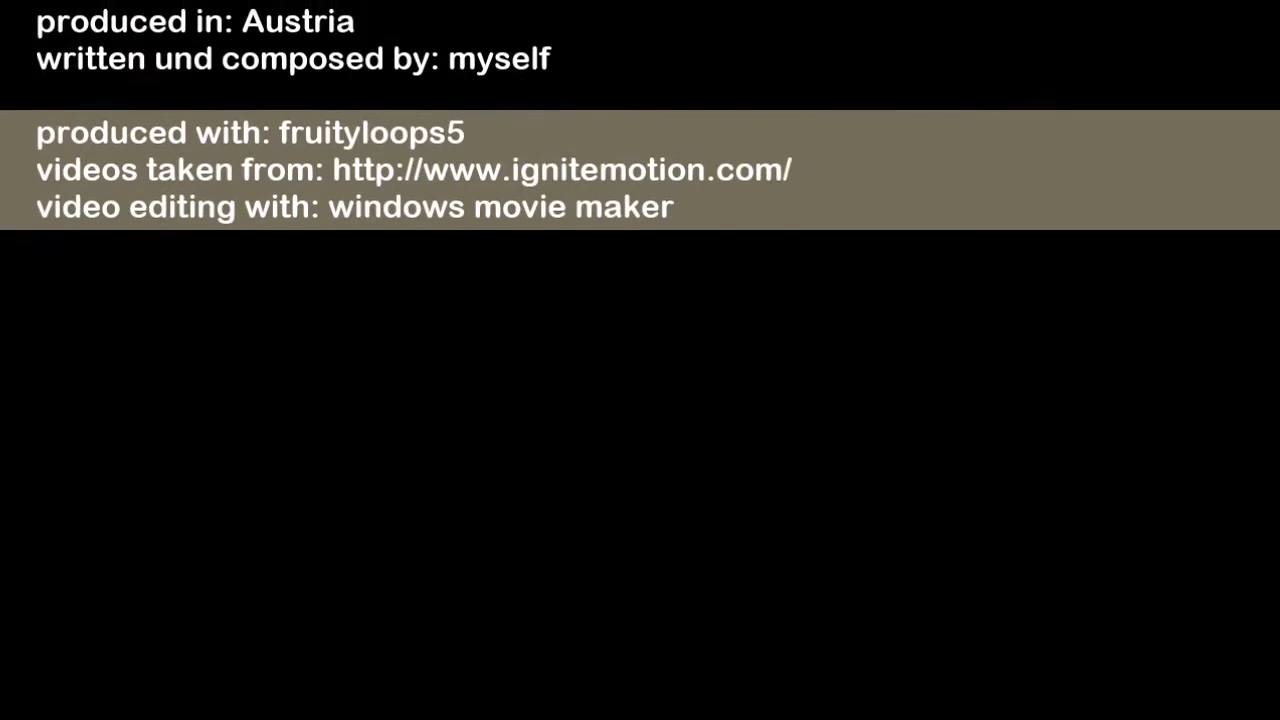 produced in: Austria
written und composed by: myself
produced with: fruityloops5
videos taken from: http://www.ignitemotion.com/
video editing with: windows movie maker